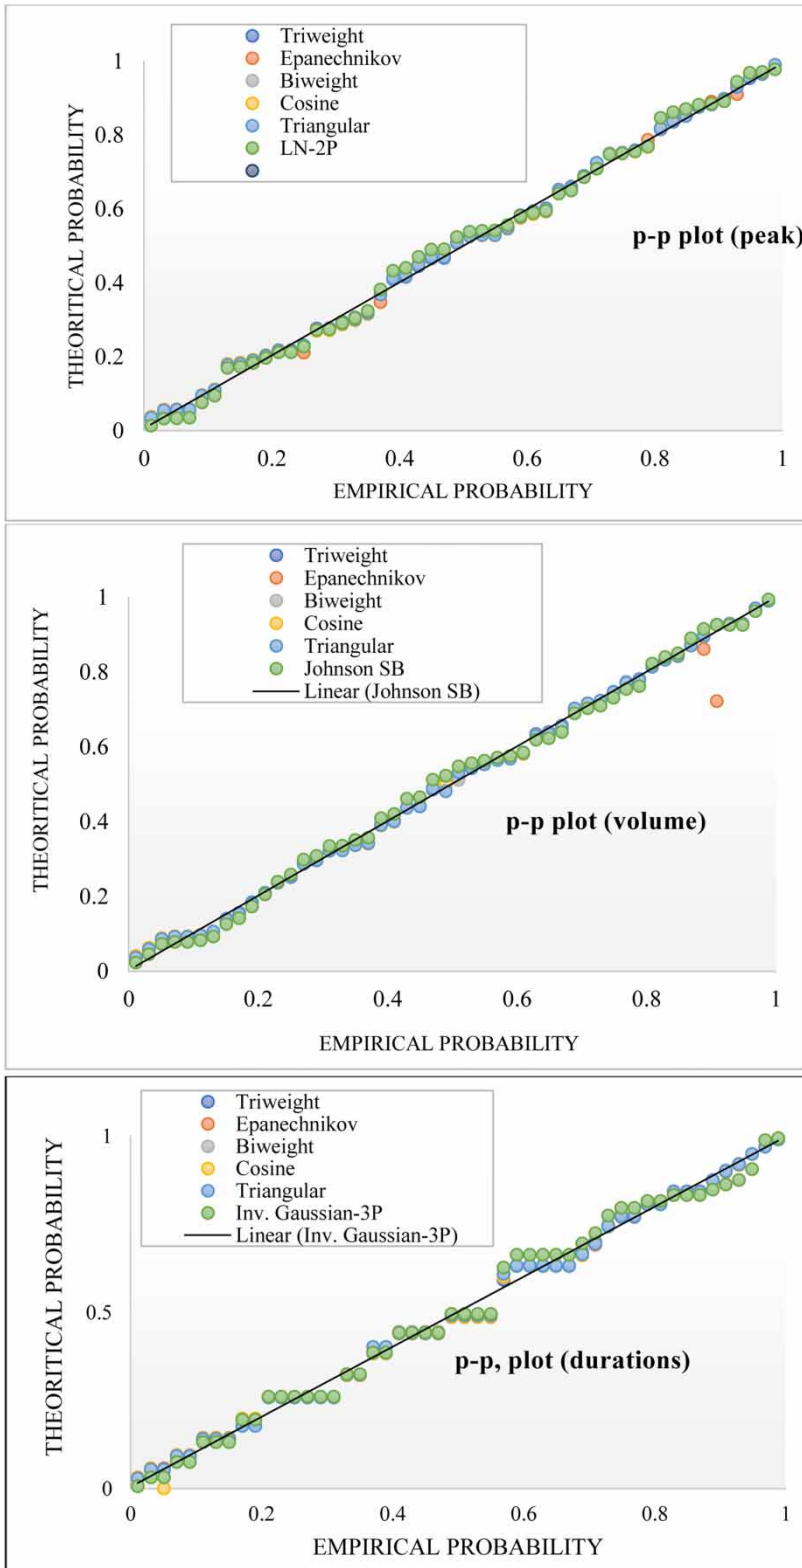 Triweight
Epanechnikov
Biweight
Cosine
Triangular
LN-2P
1
0.8
0.6
0.4
0.2
0
THEORITICAL PROBABILITY
p-p plot (peak)
0 0.2 0.4 0.6 0.8 1
EMPIRICAL PROBABILITY
Triweight
Epanechnikov
Biweight
Cosine
Triangular
Johnson SB
Linear (Johnson SB)
1
0.8
0.6
0.4
0.2
0
THEORITICAL PROBABILITY
p-p plot (volume)
0 0.2 0.4 0.6 0.8 1
EMPIRICAL PROBABILITY
Triweight
Epanechnikov
Biweight
Cosine
Triangular
Inv. Gaussian-3P
Linear (Inv. Gaussian-3P)
1
0.5
0
THEORITICAL PROBABILITY
p-p, plot (durations)
0 0.2 0.4 0.6 0.8 1
EMPIRICAL PROBABILITY